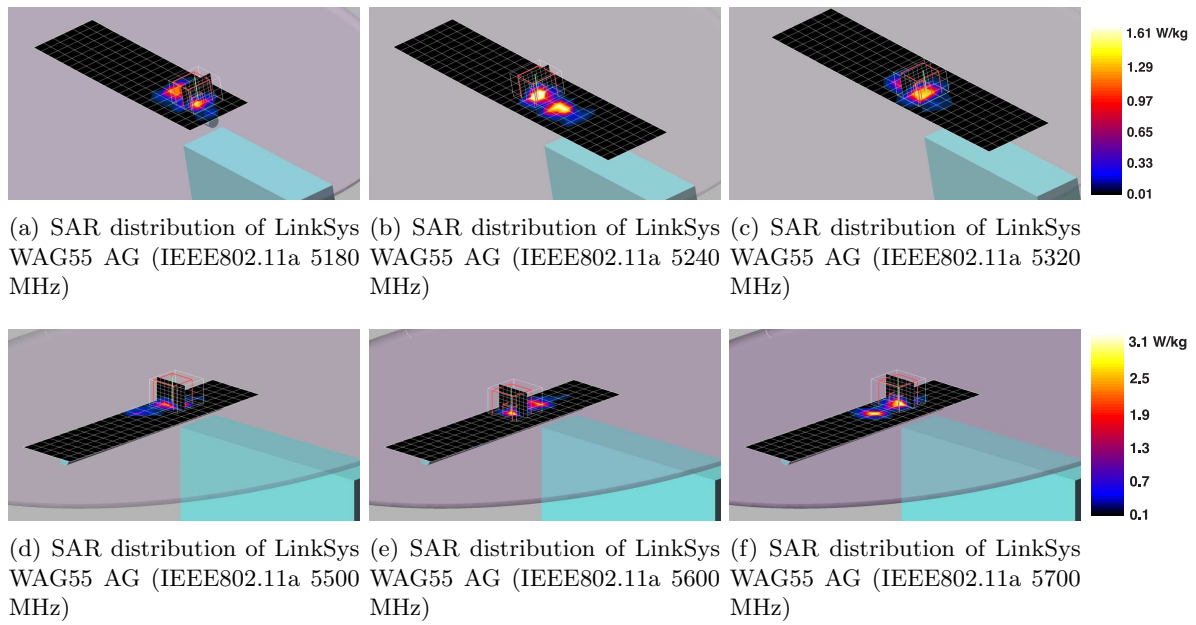 1.61 W/kg
1.29
0.97
0.65
0.33
0.01
(a) SAR distribution of LinkSys
WAG55 AG (IEEE802.11a 5180
MHz)
(b) SAR distribution of LinkSys
WAG55 AG (IEEE802.11a 5240
MHz)
(c) SAR distribution of LinkSys
WAG55 AG (IEEE802.11a 5320
MHz)
3.1 W/kg
2.5
1.9
1.3
0.7
0.1
(d) SAR distribution of LinkSys
WAG55 AG (IEEE802.11a 5500
MHz)
(e) SAR distribution of LinkSys
WAG55 AG (IEEE802.11a 5600
MHz)
(f) SAR distribution of LinkSys
WAG55 AG (IEEE802.11a 5700
MHz)